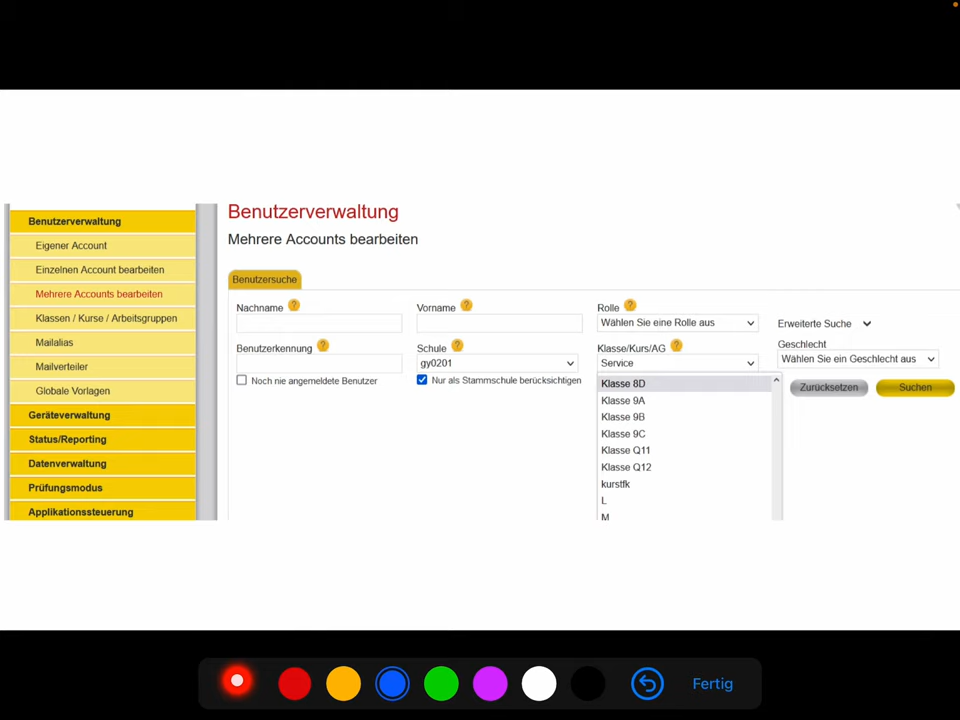 Benutzerverwaltung
Eigener Account
Einzelnen Account bearbeiten
Mehrere Accounts bearbeiten
Klassen / Kurse / Arbeitsgruppen
Mailalias
Mailverteiler
Globale Vorlagen
Geräteverwaltung
Status/Reporting
Datenverwaltung
Prüfungsmodus
Applikationssteuerung
Benutzerverwaltung
Mehrere Accounts bearbeiten
Benutzersuche
Nachname ?
Vorname ?
Rolle ?
Wählen Sie eine Rolle aus
Erweiterte Suche
Benutzerkennung ?
Schule ?
gy0201
Klasse/Kurs/AG ?
Service
Geschlecht
Wählen Sie ein Geschlecht aus
Noch nie angemeldete Benutzer
Nur als Stammschule berücksichtigen
Zurücksetzen
Suchen
Klasse 8D
Klasse 9A
Klasse 9B
Klasse 9C
Klasse Q11
Klasse Q12
kurstfk
L
M
Fertig